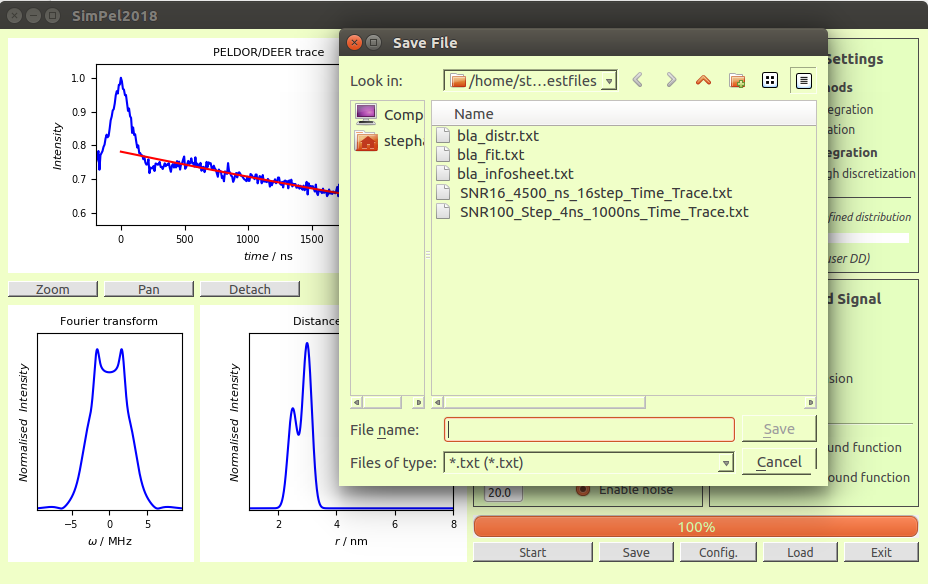 SimPel2018
PELDOR/DEER trace
Intensity
1.0
0.9
0.8
0.7
0.6
0
500
1000
1500
time / ns
Zoom
Pan
Detach
Fourier transform
Normalised Intensity
−5
0
5
ω / MHz
Distance
Normalised Intensity
2
4
6
8
r / nm
Save File
Look in:
/home/st...estfiles
Comp
steph
Name
bla_distr.txt
bla_fit.txt
bla_infosheet.txt
SNR16_4500_ns_16step_Time_Trace.txt
SNR100_Step_4ns_1000ns_Time_Trace.txt
File name:
Save
Files of type:
*.txt (*.txt)
Cancel
Settings
ods
egration
ation
egration
gh discretization
fined distribution
user DD)
d Signal
sion
und function
ound function
20.0
Enable noise
100%
Start
Save
Config.
Load
Exit